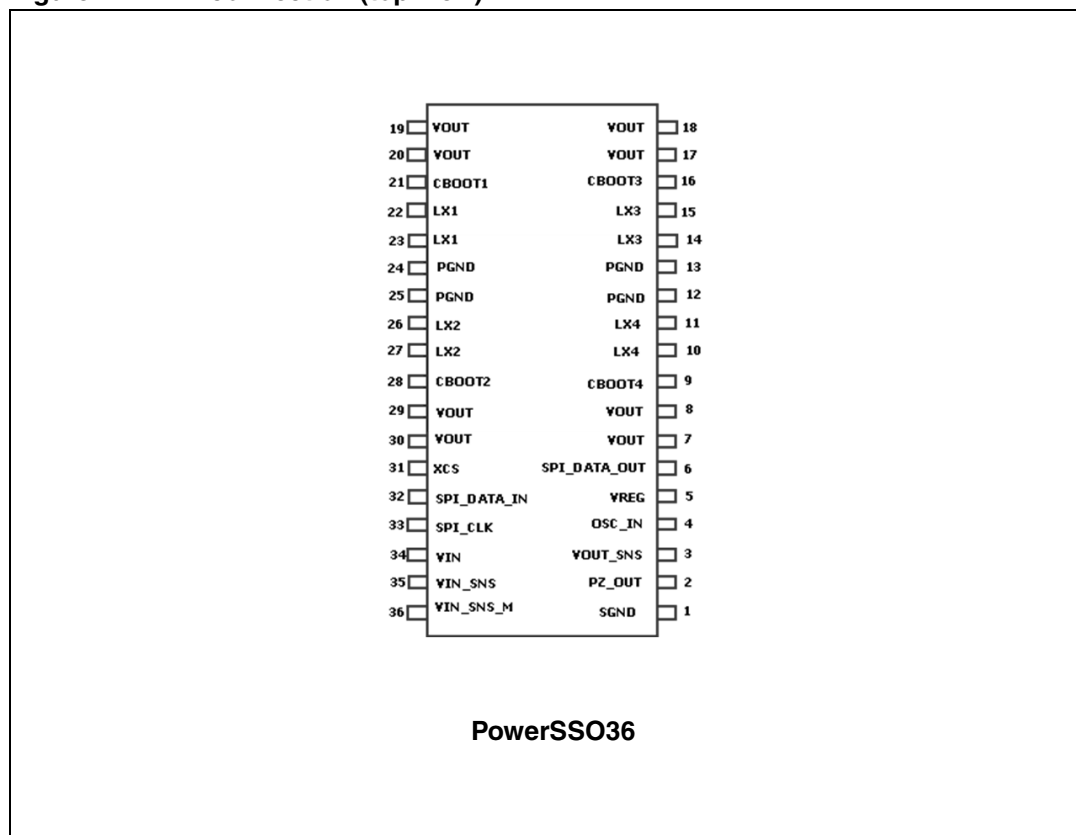 19 VOUT VOUT 18
20 VOUT VOUT 17
21 CBOOT1 CBOOT3 16
22 LX1 LX3 15
23 LX1 LX3 14
24 PGND PGND 13
25 PGND PGND 12
26 LX2 LX4 11
27 LX2 LX4 10
28 CBOOT2 CBOOT4 9
29 VOUT VOUT 8
30 VOUT VOUT 7
31 XCS SPI_DATA_OUT 6
32 SPI_DATA_IN VREG 5
33 SPI_CLK OSC_IN 4
34 VIN VOUT_SNS 3
35 VIN_SNS PZ_OUT 2
36 VIN_SNS_M SGND 1
PowerSSO36